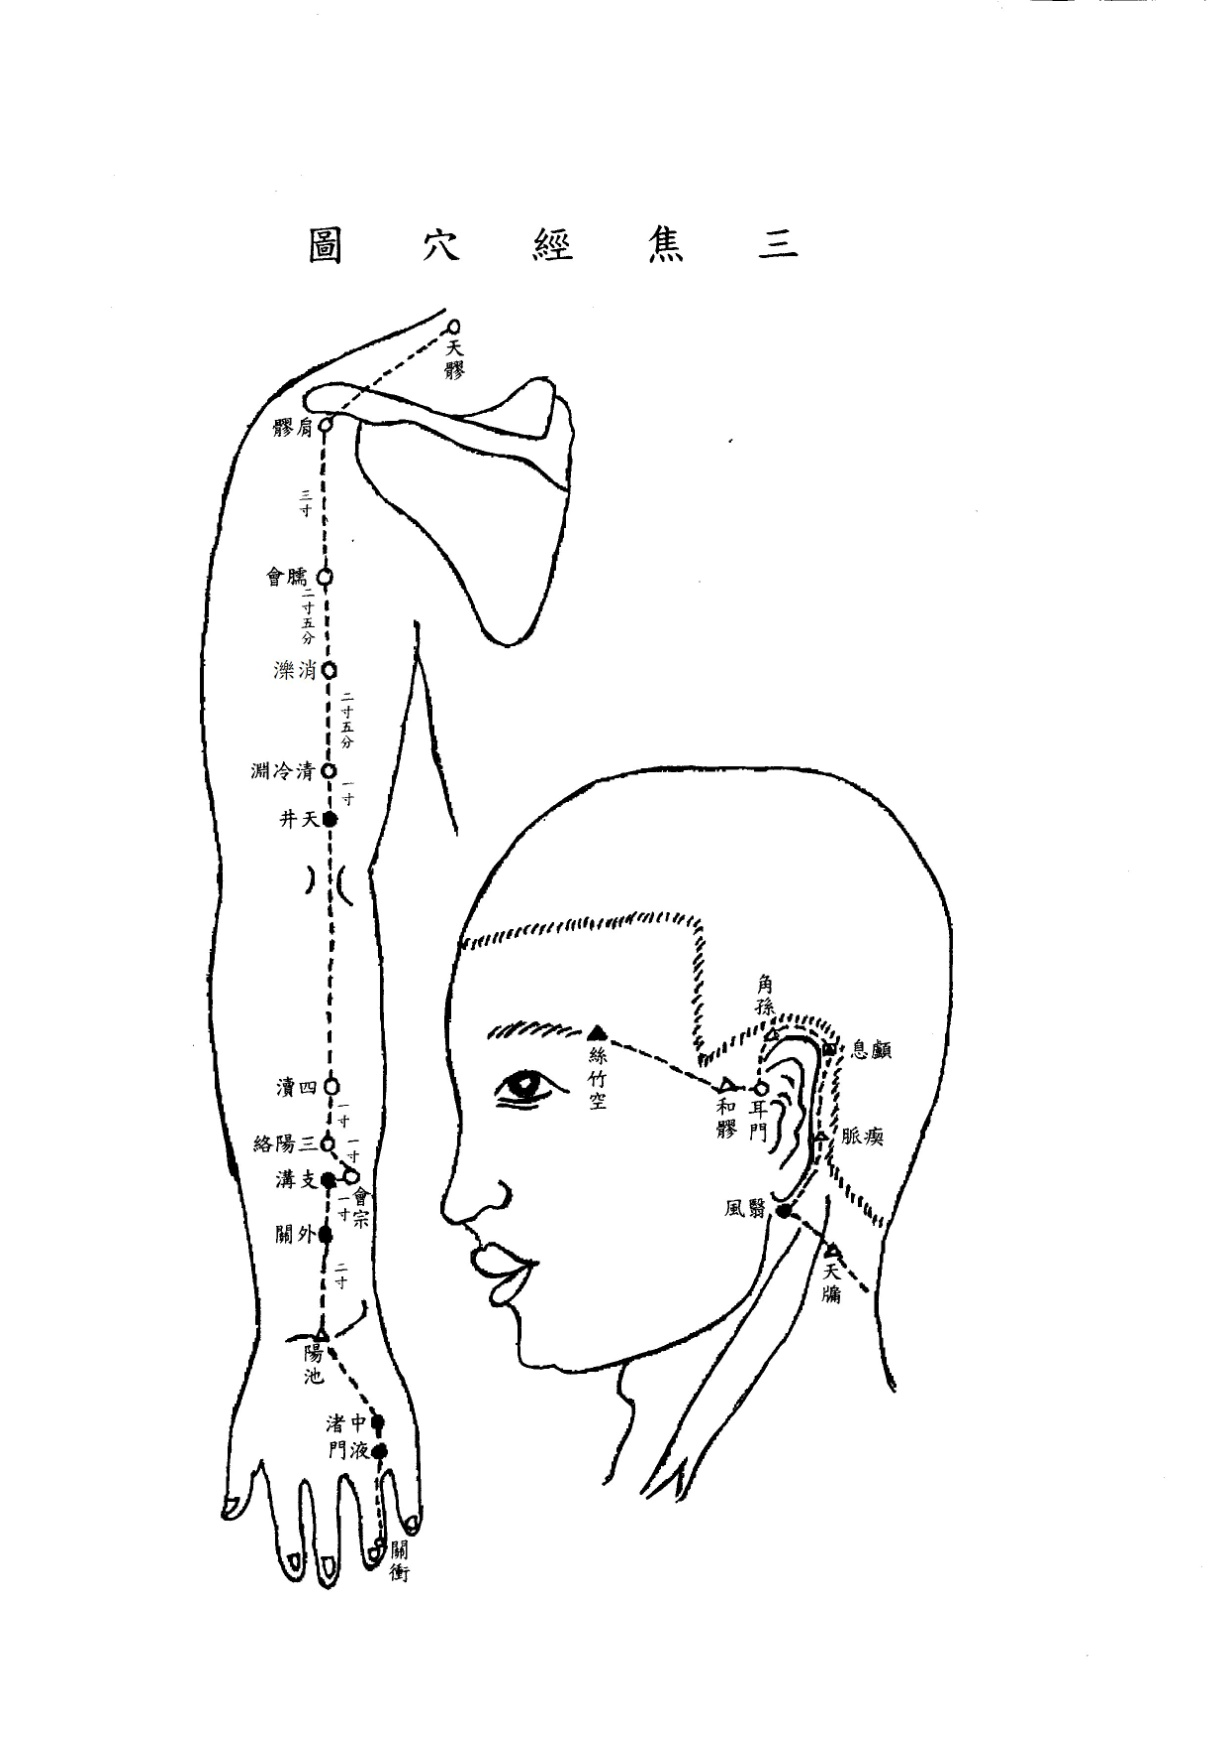 三焦經穴圖
天髎
肩髎
三寸
臑會
二寸五分
消濼
二寸五分
清冷淵
一寸
天井
四瀆
一寸
三陽絡
一寸
支溝
會宗
一寸
外關
二寸
陽池
中渚
液門
關衝
角孫
絲竹空
和髎
耳門
顱息
瘈脈
翳風
天牖